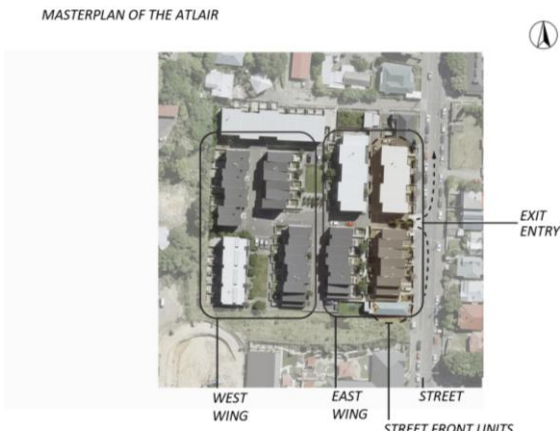 MASTERPLAN OF THE ATLAIR
EXIT
ENTRY
WEST
WING
EAST
WING
STREET
STREET FRONT UNITS